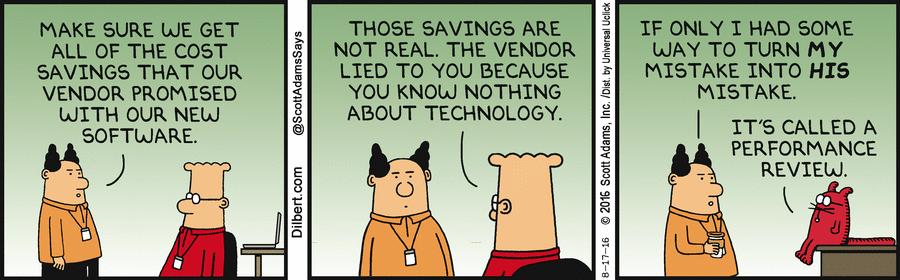 MAKE SURE WE GET
ALL OF THE COST
SAVINGS THAT OUR
VENDOR PROMISED
WITH OUR NEW
SOFTWARE.
Dilbert.com
@ScottAdamsSays
THOSE SAVINGS ARE
NOT REAL. THE VENDOR
LIED TO YOU BECAUSE
YOU KNOW NOTHING
ABOUT TECHNOLOGY.
8-17-16 © 2016 Scott Adams, Inc. /Dist. by Universal Uclick
IF ONLY I HAD SOME
WAY TO TURN MY
MISTAKE INTO HIS
MISTAKE.
IT'S CALLED A
PERFORMANCE
REVIEW.